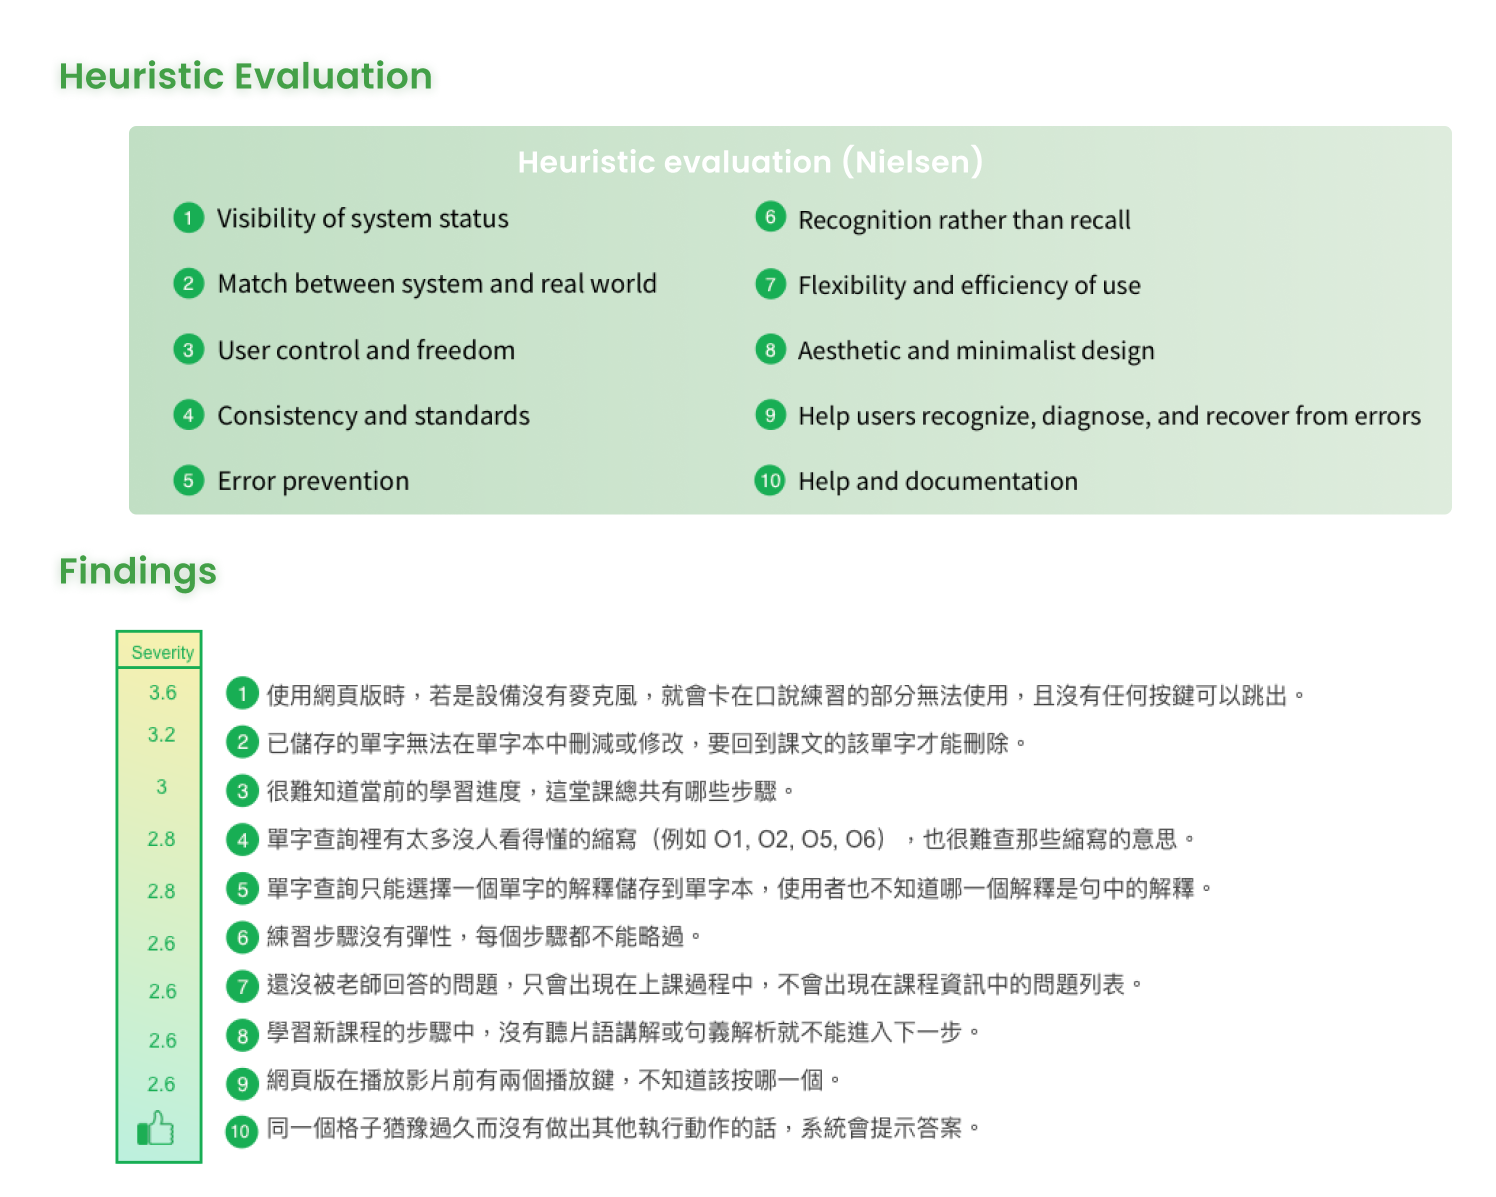 Heuristic Evaluation
Heuristic evaluation (Nielsen)
1 Visibility of system status
2 Match between system and real world
3 User control and freedom
4 Consistency and standards
5 Error prevention
6 Recognition rather than recall
7 Flexibility and efficiency of use
8 Aesthetic and minimalist design
9 Help users recognize, diagnose, and recover from errors
10 Help and documentation
Findings
Severity
3.6 1 使用網頁版時，若是設備沒有麥克風，就會卡在口說練習的部分無法使用，且沒有任何按鍵可以跳出。
3.2 2 已儲存的單字無法在單字本中刪減或修改，要回到課文的該單字才能刪除。
3 3 很難知道當前的學習進度，這堂課總共有哪些步驟。
2.8 4 單字查詢裡有太多沒人看得懂的縮寫（例如 O1, O2, O5, O6），也很難查那些縮寫的意思。
2.8 5 單字查詢只能選擇一個單字的解釋儲存到單字本，使用者也不知道哪一個解釋是句中的解釋。
2.6 6 練習步驟沒有彈性，每個步驟都不能略過。
2.6 7 還沒被老師回答的問題，只會出現在上課過程中，不會出現在課程資訊中的問題列表。
2.6 8 學習新課程的步驟中，沒有聽片語講解或句義解析就不能進入下一步。
2.6 9 網頁版在播放影片前有兩個播放鍵，不知道該按哪一個。
10 同一個格子猶豫過久而沒有做出其他執行動作的話，系統會提示答案。